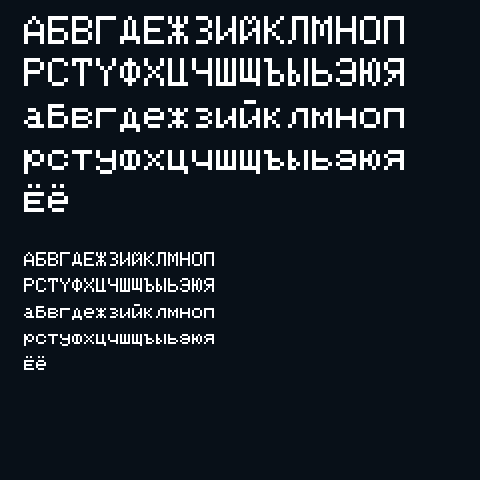 АБВГДЕЖЗИЙКЛМНОП
РСТУФХЦЧШЩЪЫЬЭЮЯ
абвгдежзийклмноп
рстуфхцчшщъыьэюя
Ёё
АБВГДЕЖЗИЙКЛМНОП
РСТУФХЦЧШЩЪЫЬЭЮЯ
абвгдежзийклмноп
рстуфхцчшщъыьэюя
Ёё